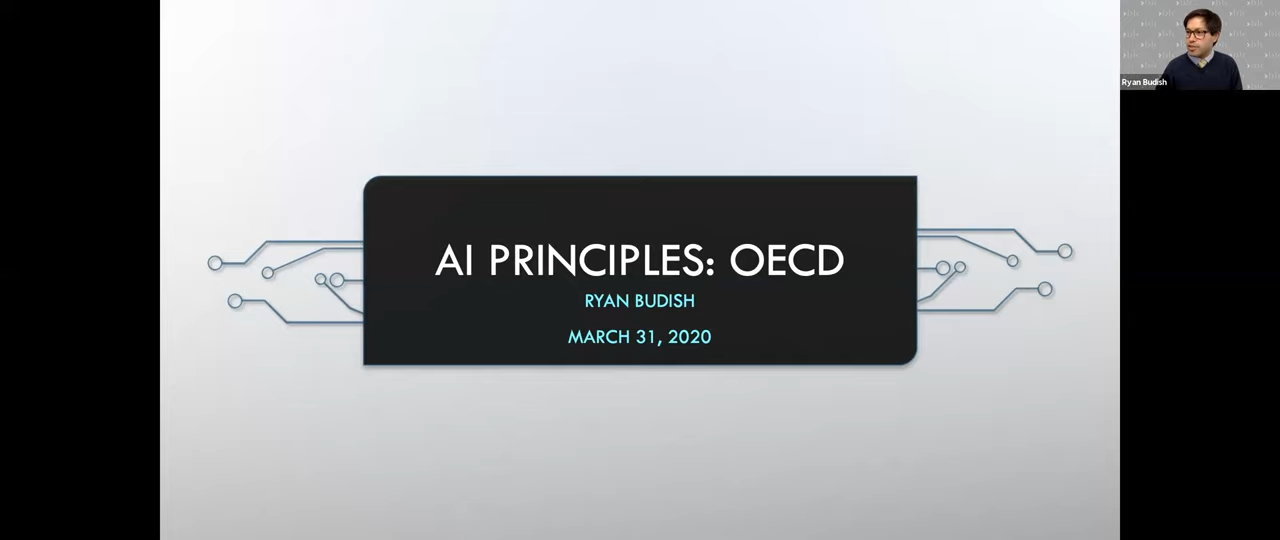 AI PRINCIPLES: OECD
RYAN BUDISH
MARCH 31, 2020
Ryan Budish